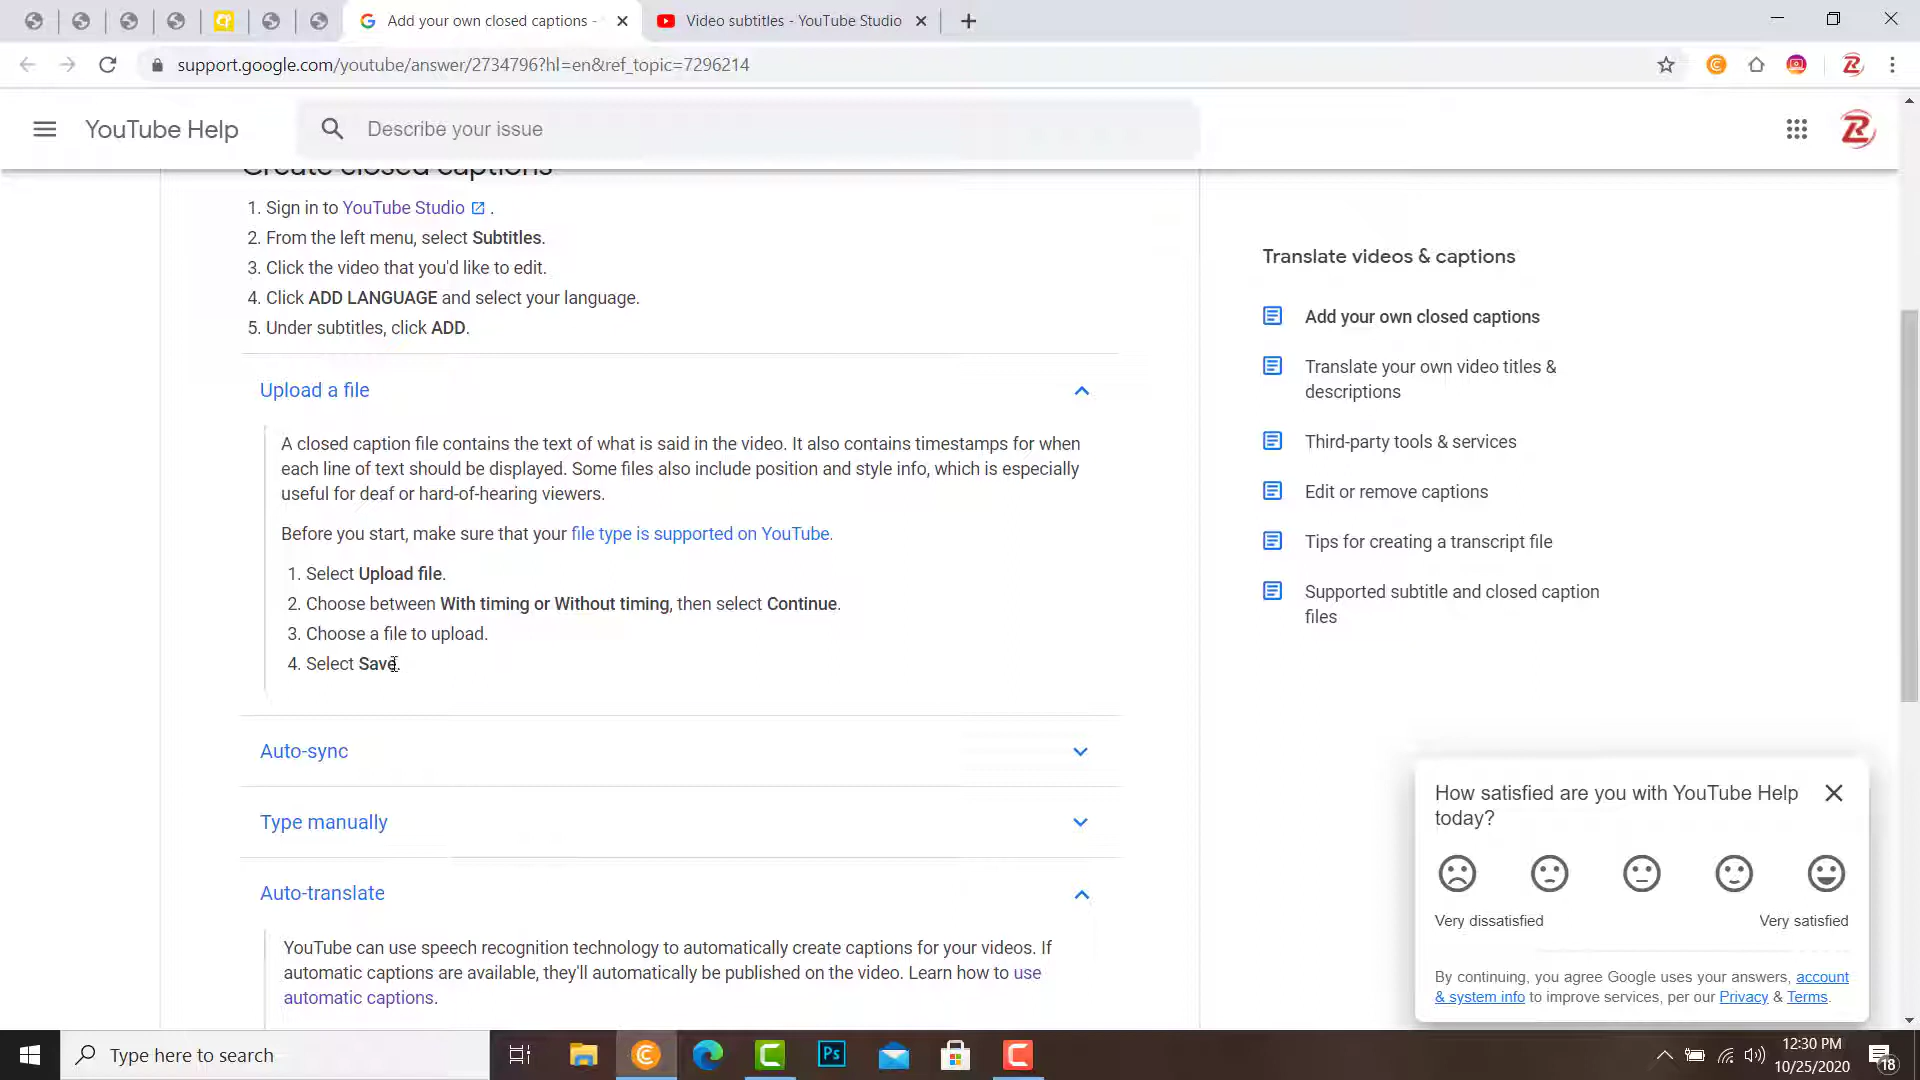 Add your own closed captions -
Video subtitles - YouTube Studio
support.google.com/youtube/answer/2734796?hl=en&ref_topic=7296214
YouTube Help
Describe your issue
Create closed captions
1. Sign in to YouTube Studio .
2. From the left menu, select Subtitles.
3. Click the video that you'd like to edit.
4. Click ADD LANGUAGE and select your language.
5. Under subtitles, click ADD.
Upload a file
A closed caption file contains the text of what is said in the video. It also contains timestamps for when
each line of text should be displayed. Some files also include position and style info, which is especially
useful for deaf or hard-of-hearing viewers.
Before you start, make sure that your file type is supported on YouTube.
1. Select Upload file.
2. Choose between With timing or Without timing, then select Continue.
3. Choose a file to upload.
4. Select Save.
Auto-sync
Type manually
Auto-translate
YouTube can use speech recognition technology to automatically create captions for your videos. If
automatic captions are available, they'll automatically be published on the video. Learn how to use
automatic captions.
Translate videos & captions
Add your own closed captions
Translate your own video titles &
descriptions
Third-party tools & services
Edit or remove captions
Tips for creating a transcript file
Supported subtitle and closed caption
files
How satisfied are you with YouTube Help
today?
Very dissatisfied
Very satisfied
By continuing, you agree Google uses your answers, account
& system info to improve services, per our Privacy & Terms.
Type here to search
Ps
12:30 PM
10/25/2020
18